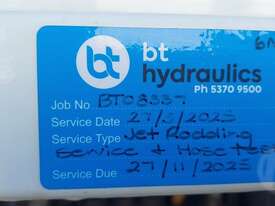 bt
bt
hydraulics
Ph 5370 9500
Job No BT08337
Service Date 27/5/2025
Service Type Jet Rodding
Service + Hose Test
Service Due 27/11/2025